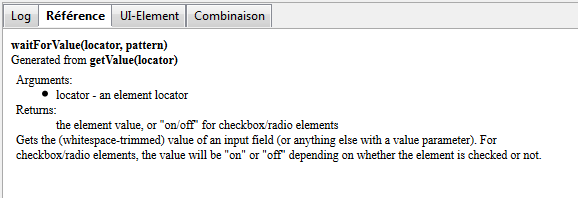 Log Référence UI-Element Combinaison
waitForValue(locator, pattern)
Generated from getValue(locator)
Arguments:
• locator - an element locator
Returns:
the element value, or "on/off" for checkbox/radio elements
Gets the (whitespace-trimmed) value of an input field (or anything else with a value parameter). For
checkbox/radio elements, the value will be "on" or "off" depending on whether the element is checked or not.